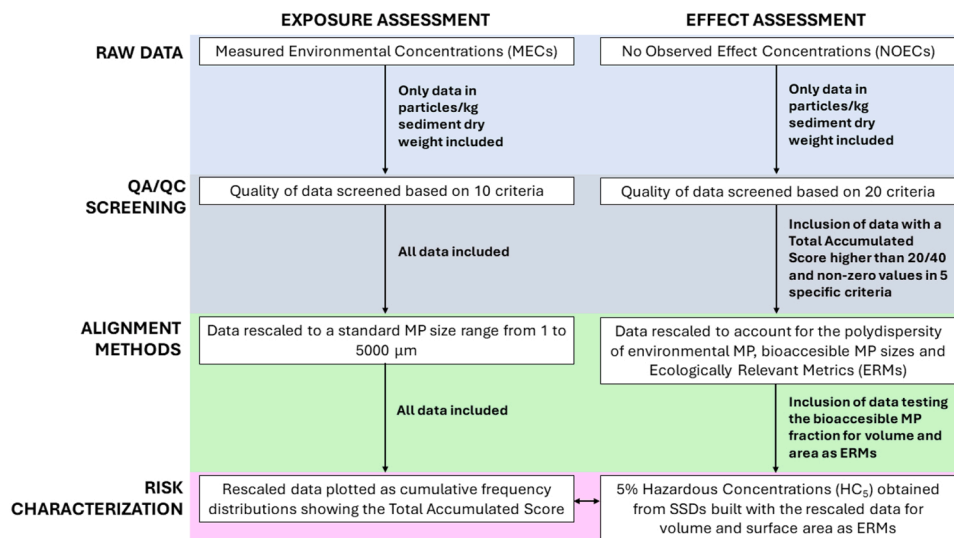 EXPOSURE ASSESSMENT
EFFECT ASSESSMENT
RAW DATA
Measured Environmental Concentrations (MECs)
No Observed Effect Concentrations (NOECs)
Only data in
particles/kg
sediment dry
weight included
Only data in
particles/kg
sediment dry
weight included
QA/QC
SCREENING
Quality of data screened based on 10 criteria
Quality of data screened based on 20 criteria
All data included
Inclusion of data with a
Total Accumulated
Score higher than 20/40
and non-zero values in 5
specific criteria
ALIGNMENT
METHODS
Data rescaled to a standard MP size range from 1 to
5000 µm
Data rescaled to account for the polydispersity
of environmental MP, bioaccesible MP sizes and
Ecologically Relevant Metrics (ERMs)
All data included
Inclusion of data testing
the bioaccesible MP
fraction for volume and
area as ERMs
RISK
CHARACTERIZATION
Rescaled data plotted as cumulative frequency
distributions showing the Total Accumulated Score
5% Hazardous Concentrations (HC₅) obtained
from SSDs built with the rescaled data for
volume and surface area as ERMs